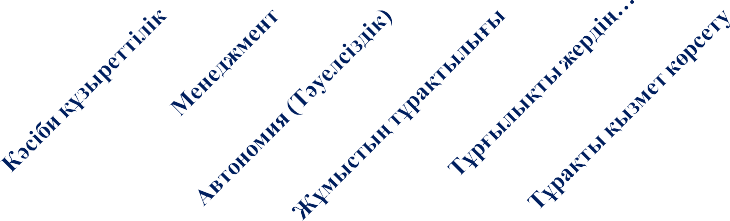 Кәсіби құзыреттілік
Менеджмент
Автономия (Тәуелсіздік)
Жұмыстың тұрақтылығы
Тұрғылықты жердің…
Тұрақты қызмет көрсету